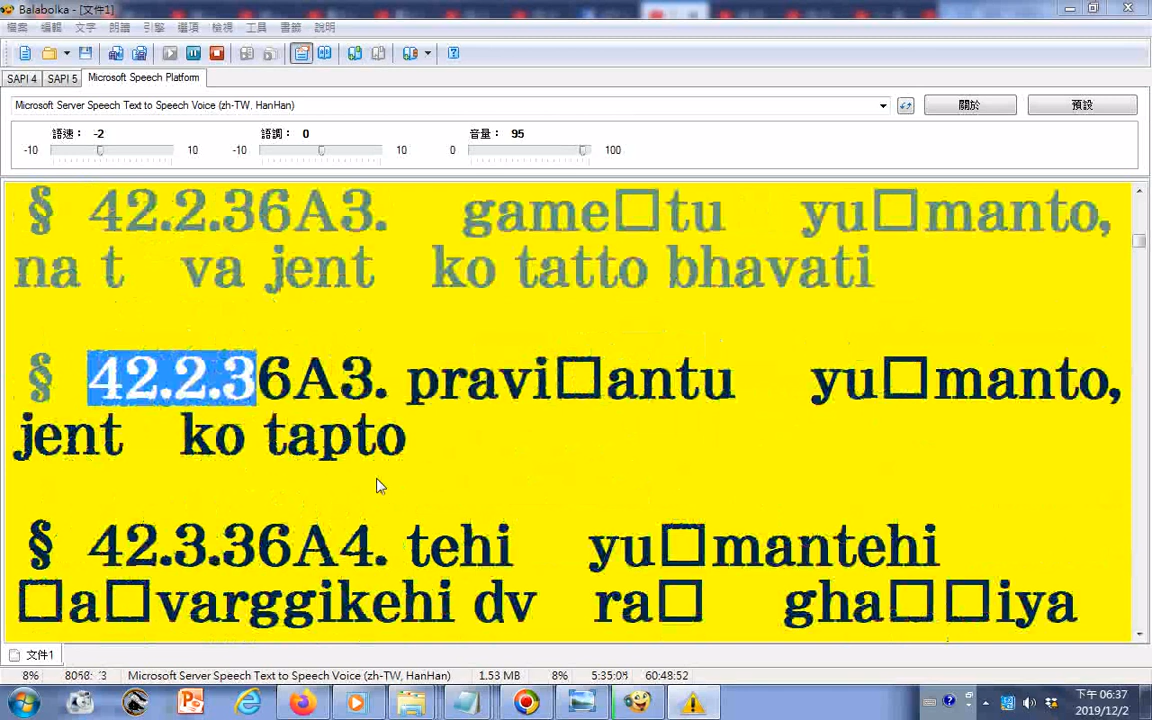 Balabolka - [文件1]
檔案 編輯 文字 朗讀 引擎 選項 檢視 工具 書籤 說明
SAPI 4 SAPI 5 Microsoft Speech Platform
Microsoft Server Speech Text to Speech Voice (zh-TW, HanHan) 關於 預設
語速： -2 語調： 0 音量： 95
-10 10 -10 10 0 100
§ 42.2.36A3. game□tu yu□manto,
na t va jent ko tatto bhavati
§ 42.2.36A3. pravi□antu yu□manto,
jent ko tapto
§ 42.3.36A4. tehi yu□mantehi
□a□varggikehi dv ra□ gha□□iya
文件1
8% Microsoft Server Speech Text to Speech Voice (zh-TW, HanHan) 1.53 MB 8% 5:35:05 60:48:52
下午 06:37
2019/12/2